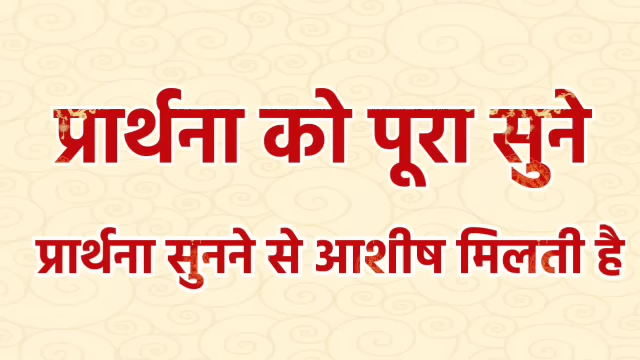 प्रार्थना को पूरा सुने
प्रार्थना सुनने से आशीष मिलती है